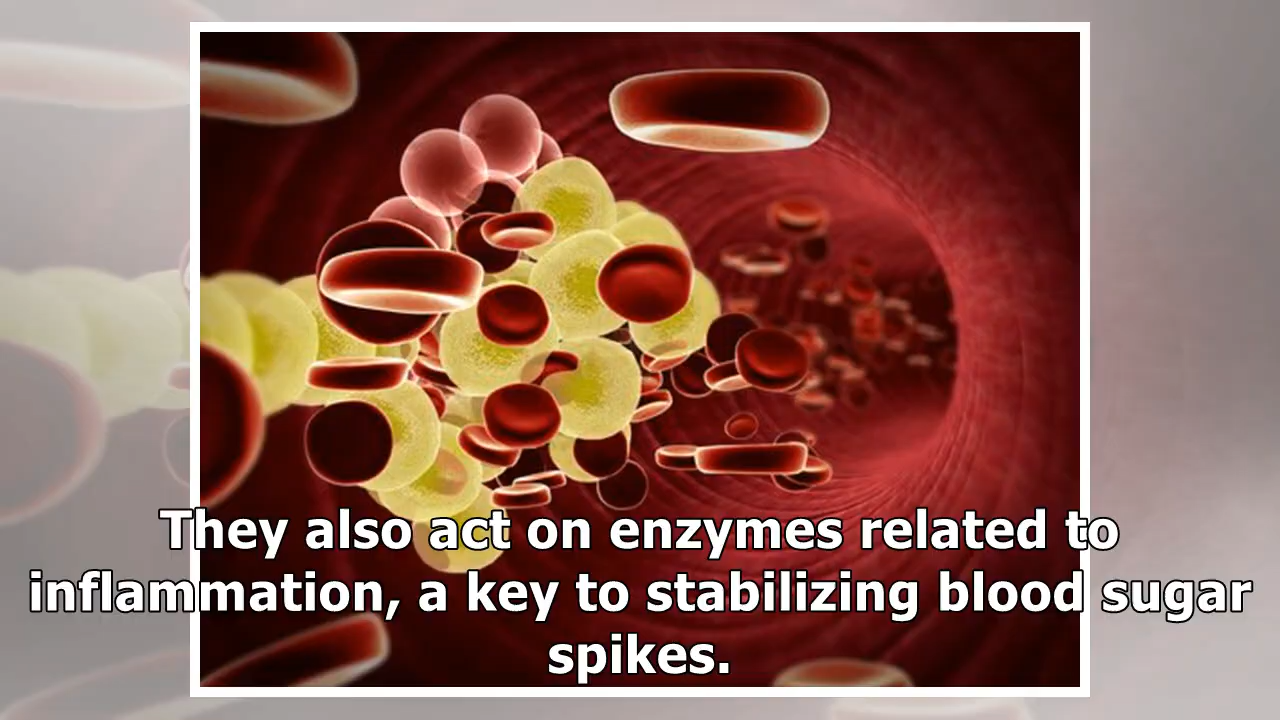 They also act on enzymes related to
inflammation, a key to stabilizing blood sugar
spikes.